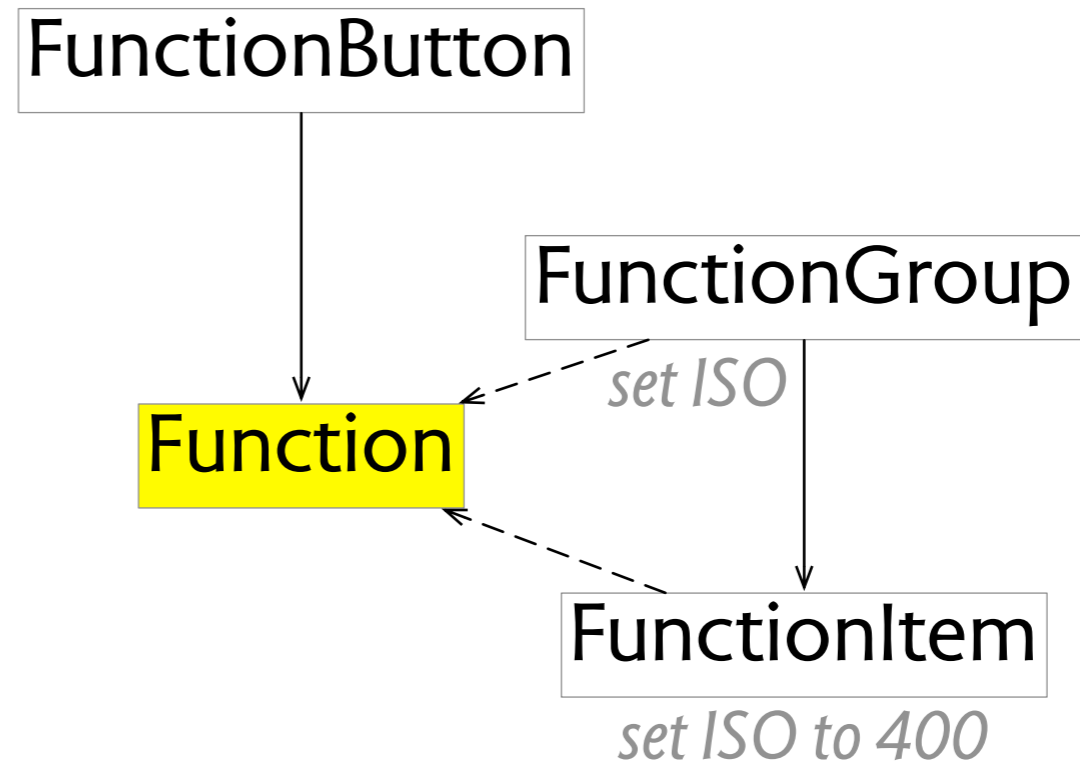 FunctionButton
FunctionGroup
set ISO
Function
FunctionItem
set ISO to 400